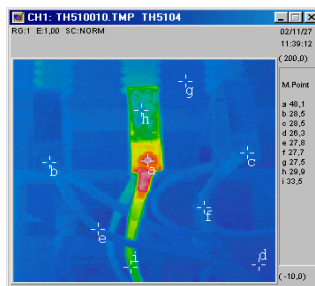 CH1: TH510010.TMP TH5104
RG:1 E:1,00 SC:NORM
02/11/27
11:39:12
( 200,0)
M.Point
a 48,1
b 28,5
c 28,5
d 26,3
e 27,8
f 27,7
g 27,5
h 29,9
i 33,5
g
h
a
b
c
f
e
i
d
( -10,0)